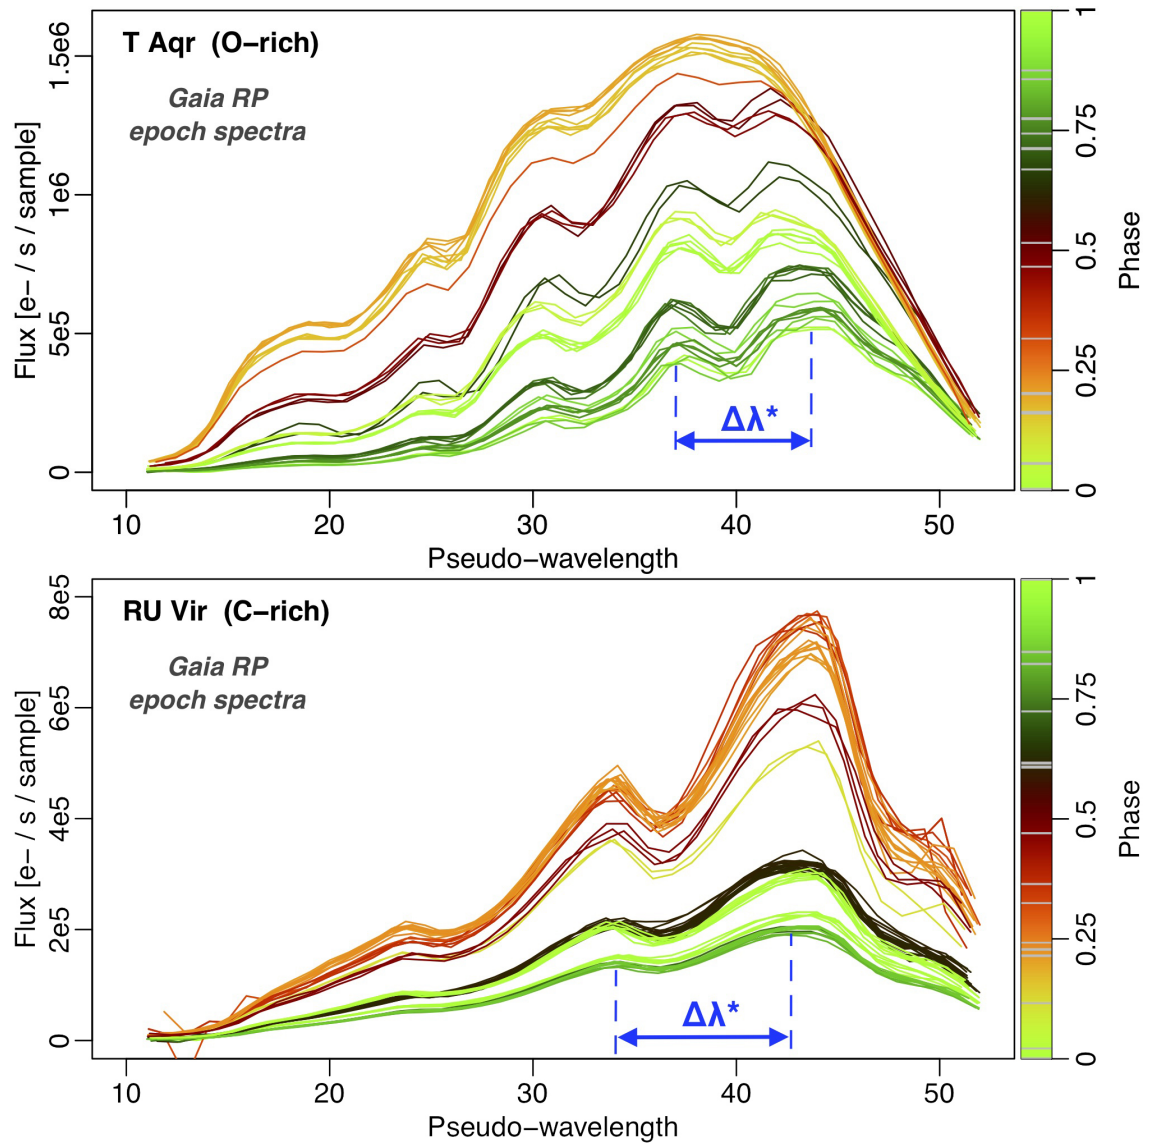 T Aqr (O−rich)
Gaia RP
epoch spectra
Flux [e− / s / sample]
0
5e5
1e6
1.5e6
Δλ*
10
20
30
40
50
Pseudo−wavelength
0
0.25
0.5
0.75
1
Phase
RU Vir (C−rich)
Gaia RP
epoch spectra
Flux [e− / s / sample]
0
2e5
4e5
6e5
8e5
Δλ*
10
20
30
40
50
Pseudo−wavelength
0
0.25
0.5
0.75
1
Phase